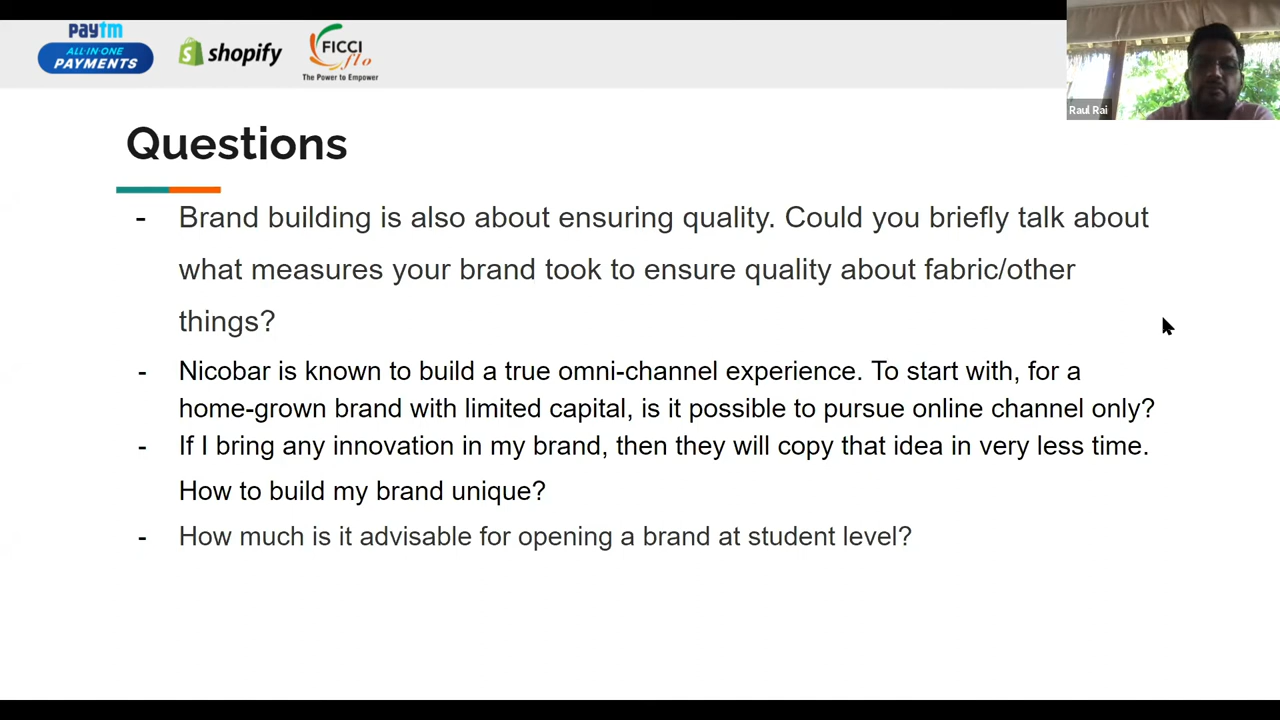 paytm
ALL-IN-ONE
PAYMENTS
shopify
FICCI
flo
The Power to Empower
Raul Rai
Questions
- Brand building is also about ensuring quality. Could you briefly talk about
what measures your brand took to ensure quality about fabric/other
things?
- Nicobar is known to build a true omni-channel experience. To start with, for a
home-grown brand with limited capital, is it possible to pursue online channel only?
- If I bring any innovation in my brand, then they will copy that idea in very less time.
How to build my brand unique?
- How much is it advisable for opening a brand at student level?